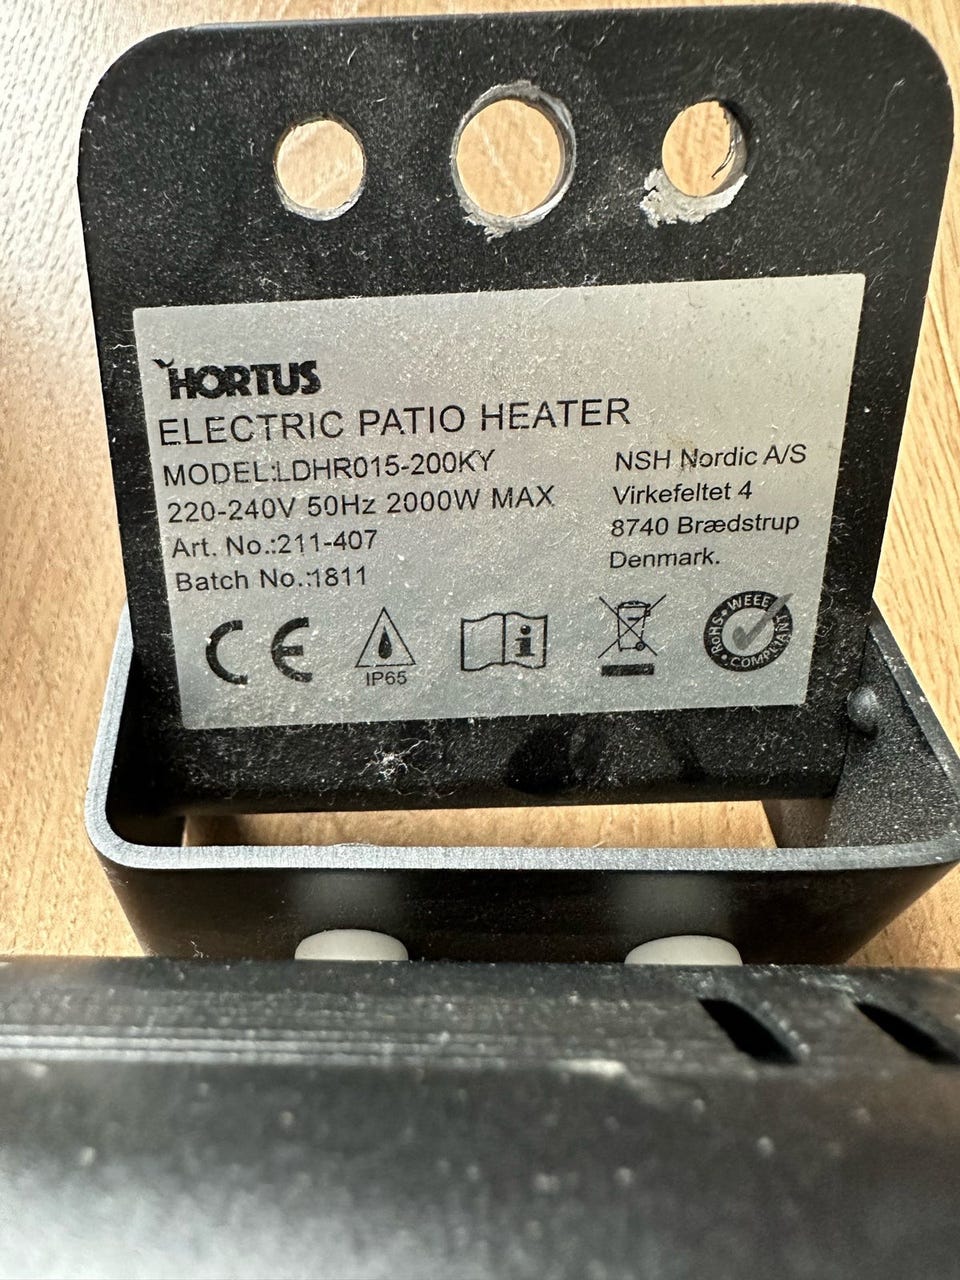 HORTUS
ELECTRIC PATIO HEATER
MODEL:LDHR015-200KY
220-240V 50Hz 2000W MAX
Art. No.:211-407
Batch No.:1811
NSH Nordic A/S
Virkefeltet 4
8740 Brædstrup
Denmark.
CE
IP65
i
WEEE
RoHS
COMPLIANT